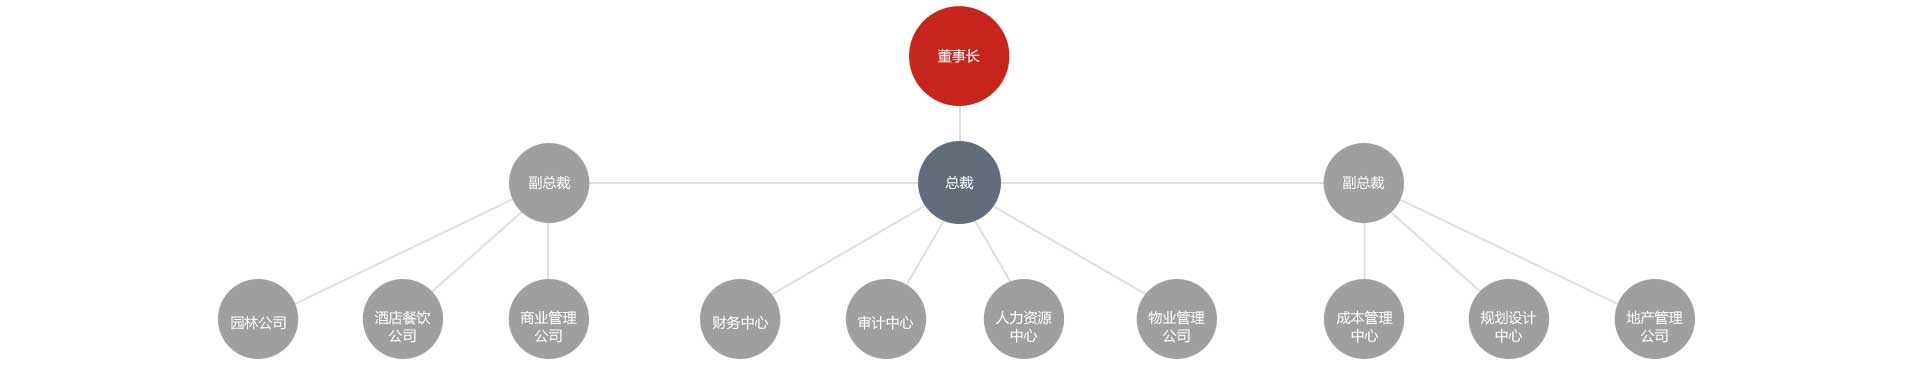 董事长
副总裁
总裁
副总裁
园林公司
酒店餐饮
公司
商业管理
公司
财务中心
审计中心
人力资源
中心
物业管理
公司
成本管理
中心
规划设计
中心
地产管理
公司